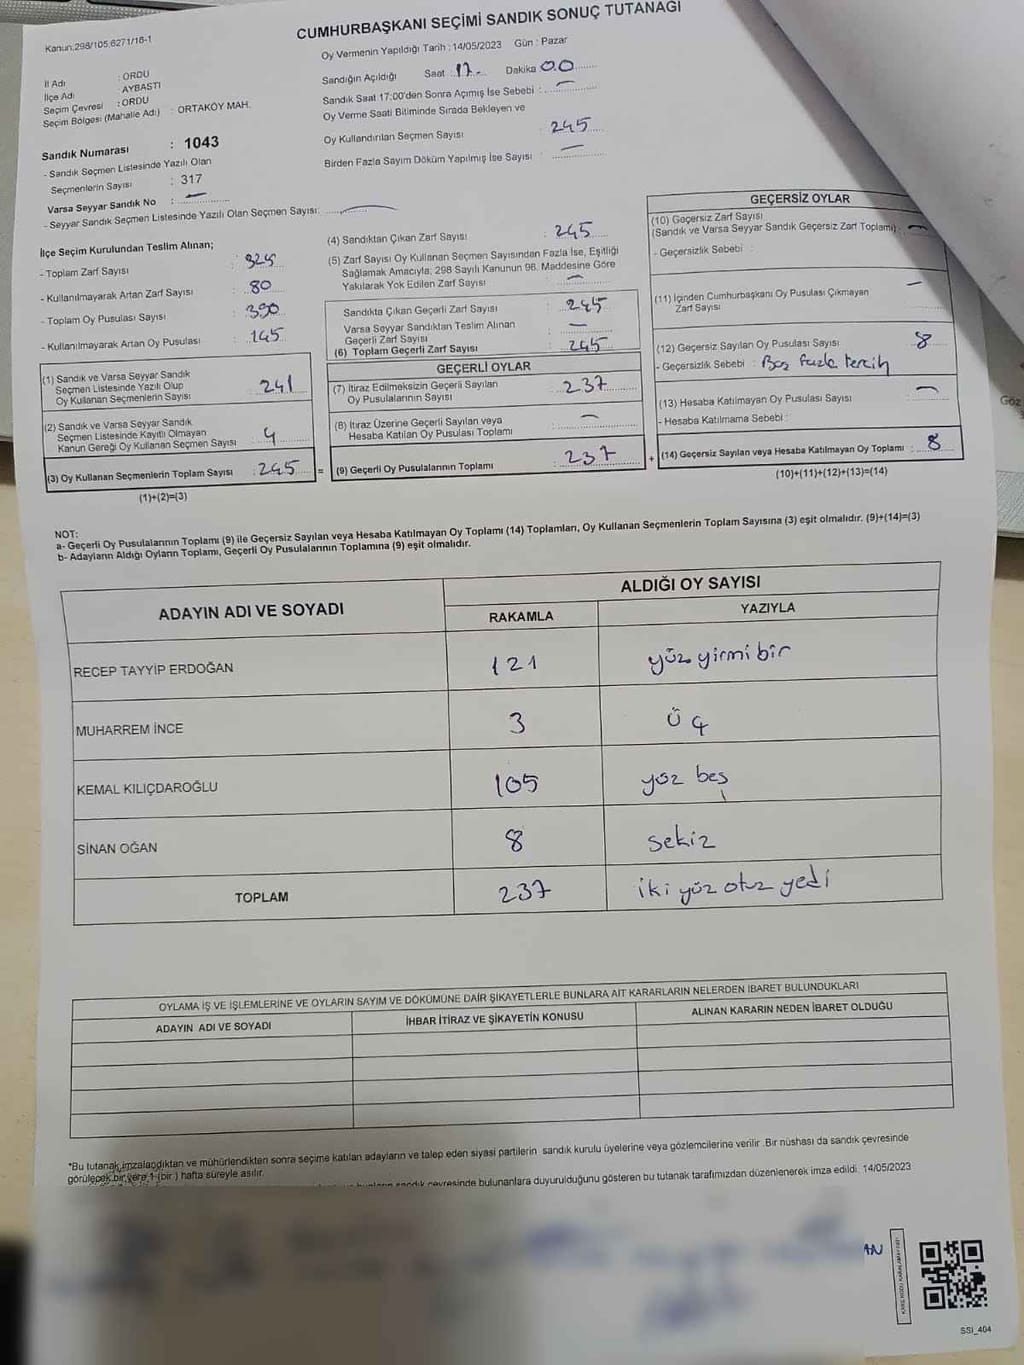 CUMHURBAŞKANI SEÇİMİ SANDIK SONUÇ TUTANAĞI
Kanun:298/105;6271/16-1
Oy Vermenin Yapıldığı Tarih : 14/05/2023 Gün : Pazar
İl Adı : ORDU
İlçe Adı : AYBASTI
Seçim Çevresi : ORDU
Seçim Bölgesi (Mahalle Adı) : ORTAKÖY MAH.
Sandığın Açıldığı Saat 17 Dakika 00
Sandık Saat 17:00'den Sonra Açımış İse Sebebi : —
Oy Verme Saati Bitiminde Sırada Bekleyen ve
Oy Kullandırılan Seçmen Sayısı : 245
Birden Fazla Sayım Döküm Yapılmış İse Sayısı : —
Sandık Numarası : 1043
- Sandık Seçmen Listesinde Yazılı Olan
Seçmenlerin Sayısı : 317
Varsa Seyyar Sandık No : —
- Seyyar Sandık Seçmen Listesinde Yazılı Olan Seçmen Sayısı: —
İlçe Seçim Kurulundan Teslim Alınan;
- Toplam Zarf Sayısı : 325
- Kullanılmayarak Artan Zarf Sayısı : 80
- Toplam Oy Pusulası Sayısı : 390
- Kullanılmayarak Artan Oy Pusulası : 145
(1) Sandık ve Varsa Seyyar Sandık
Seçmen Listesinde Yazılı Olup
Oy Kullanan Seçmenlerin Sayısı : 241
(2) Sandık ve Varsa Seyyar Sandık
Seçmen Listesinde Kayıtlı Olmayan
Kanun Gereği Oy Kullanan Seçmen Sayısı : 4
(3) Oy Kullanan Seçmenlerin Toplam Sayısı : 245 =
(1)+(2)=(3)
(4) Sandıktan Çıkan Zarf Sayısı : 245
(5) Zarf Sayısı Oy Kullanan Seçmen Sayısından Fazla İse, Eşitliği
Sağlamak Amacıyla; 298 Sayılı Kanunun 98. Maddesine Göre
Yakılarak Yok Edilen Zarf Sayısı : —
Sandıkta Çıkan Geçerli Zarf Sayısı : 245
Varsa Seyyar Sandıktan Teslim Alınan
Geçerli Zarf Sayısı : —
(6) Toplam Geçerli Zarf Sayısı : 245
GEÇERLİ OYLAR
(7) İtiraz Edilmeksizin Geçerli Sayılan
Oy Pusulalarının Sayısı : 237
(8) İtiraz Üzerine Geçerli Sayılan veya
Hesaba Katılan Oy Pusulası Toplamı : —
(9) Geçerli Oy Pusulalarının Toplamı : 237 +
GEÇERSİZ OYLAR
(10) Geçersiz Zarf Sayısı
(Sandık ve Varsa Seyyar Sandık Geçersiz Zarf Toplamı) : —
- Geçersizlik Sebebi :
(11) İçinden Cumhurbaşkanı Oy Pusulası Çıkmayan
Zarf Sayısı —
(12) Geçersiz Sayılan Oy Pusulası Sayısı : 8
- Geçersizlik Sebebi : Boş fazla tercih
(13) Hesaba Katılmayan Oy Pusulası Sayısı : —
- Hesaba Katılmama Sebebi :
(14) Geçersiz Sayılan veya Hesaba Katılmayan Oy Toplamı : 8
(10)+(11)+(12)+(13)=(14)
NOT:
a- Geçerli Oy Pusulalarının Toplamı (9) ile Geçersiz Sayılan veya Hesaba Katılmayan Oy Toplamı (14) Toplamları, Oy Kullanan Seçmenlerin Toplam Sayısına (3) eşit olmalıdır. (9)+(14)=(3)
b- Adayların Aldığı Oyların Toplamı, Geçerli Oy Pusulalarının Toplamına (9) eşit olmalıdır.
ADAYIN ADI VE SOYADI
ALDIĞI OY SAYISI
RAKAMLA YAZIYLA
RECEP TAYYİP ERDOĞAN 121 yüz yirmi bir
MUHARREM İNCE 3 üç
KEMAL KILIÇDAROĞLU 105 yüz beş
SİNAN OĞAN 8 sekiz
TOPLAM 237 iki yüz otuz yedi
OYLAMA İŞ VE İŞLEMLERİNE VE OYLARIN SAYIM VE DÖKÜMÜNE DAİR ŞİKAYETLERLE BUNLARA AİT KARARLARIN NELERDEN İBARET BULUNDUKLARI
ADAYIN ADI VE SOYADI İHBAR İTİRAZ VE ŞİKAYETİN KONUSU ALINAN KARARIN NEDEN İBARET OLDUĞU
*Bu tutanak imzalandıktan ve mühürlendikten sonra seçime katılan adayların ve talep eden siyasi partilerin sandık kurulu üyelerine veya gözlemcilerine verilir .Bir nüshası da sandık çevresinde
görülecek bir yere 1 (bir ) hafta süreyle asılır.
sandık çevresinde bulunanlara duyurulduğunu gösteren bu tutanak tarafımızdan düzenlenerek imza edildi. 14/05/2023
AN
KARE KODU KARALAMAYINIZ!
SSI_404
Göz